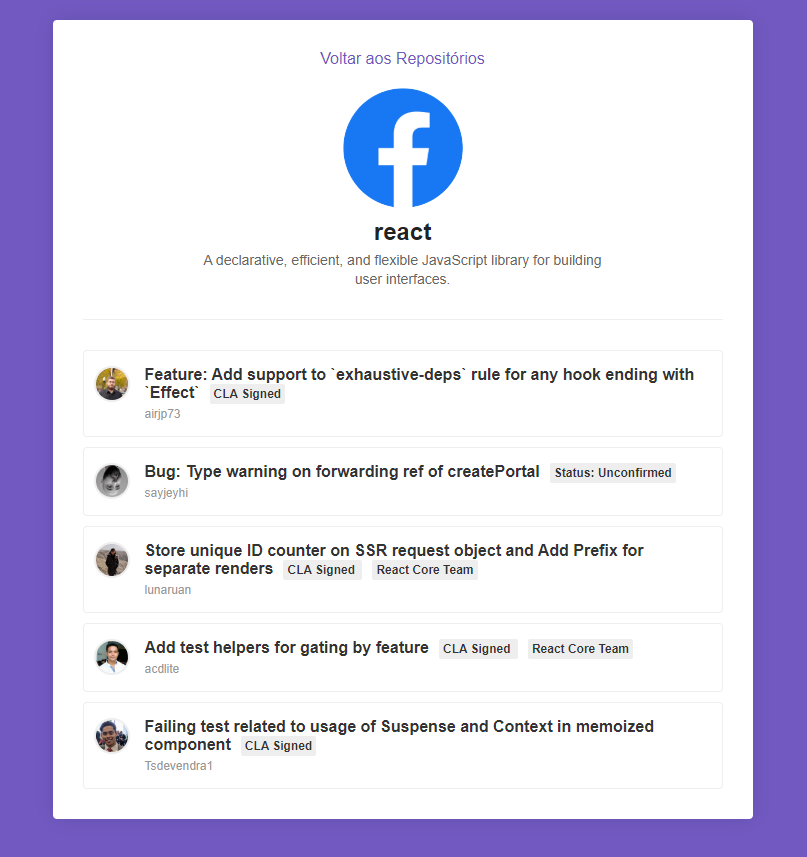 Voltar aos Repositórios
f
react
A declarative, efficient, and flexible JavaScript library for building
user interfaces.
Feature: Add support to `exhaustive-deps` rule for any hook ending with
`Effect` CLA Signed
airjp73
Bug: Type warning on forwarding ref of createPortal Status: Unconfirmed
sayjeyhi
Store unique ID counter on SSR request object and Add Prefix for
separate renders CLA Signed React Core Team
lunaruan
Add test helpers for gating by feature CLA Signed React Core Team
acdlite
Failing test related to usage of Suspense and Context in memoized
component CLA Signed
Tsdevendra1